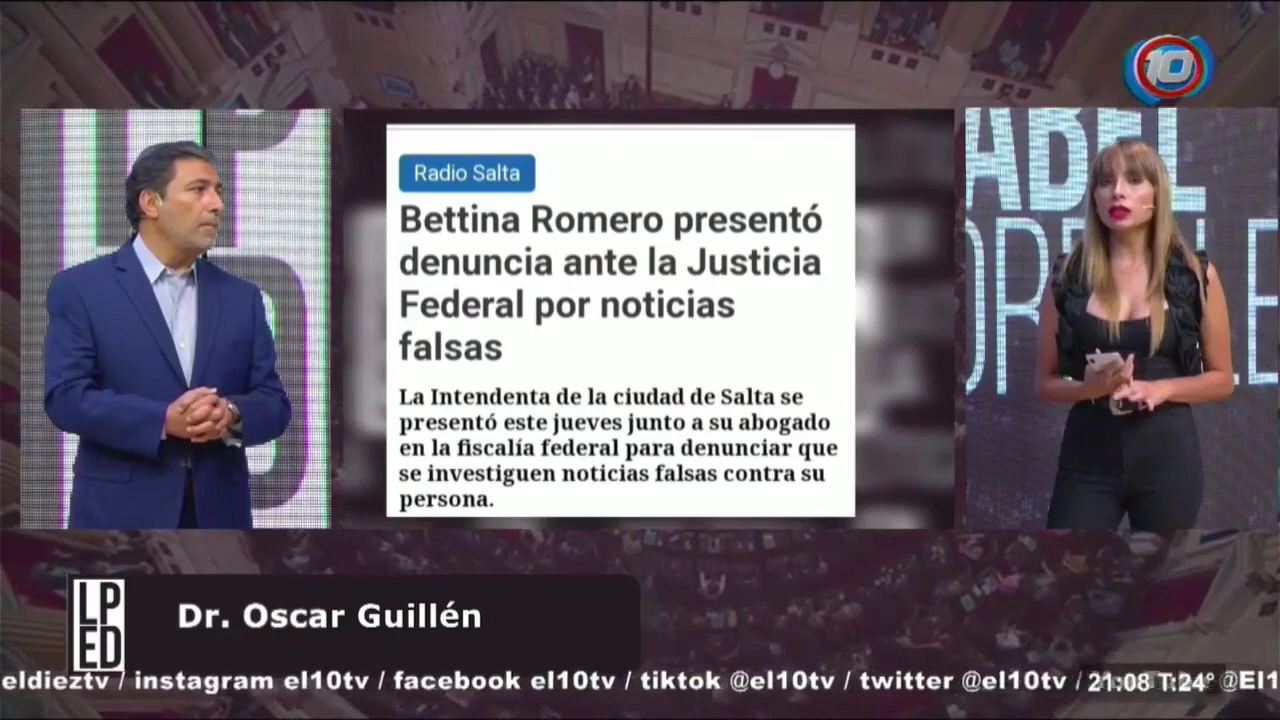 10
ABEL
Radio Salta
Bettina Romero presentó
denuncia ante la Justicia
Federal por noticias
falsas
La Intendenta de la ciudad de Salta se
presentó este jueves junto a su abogado
en la fiscalía federal para denunciar que
se investiguen noticias falsas contra su
persona.
LP
ED
Dr. Oscar Guillén
eldieztv / instagram el10tv / facebook el10tv / tiktok @el10tv / twitter @el10tv / 21:08 T:24° @El1